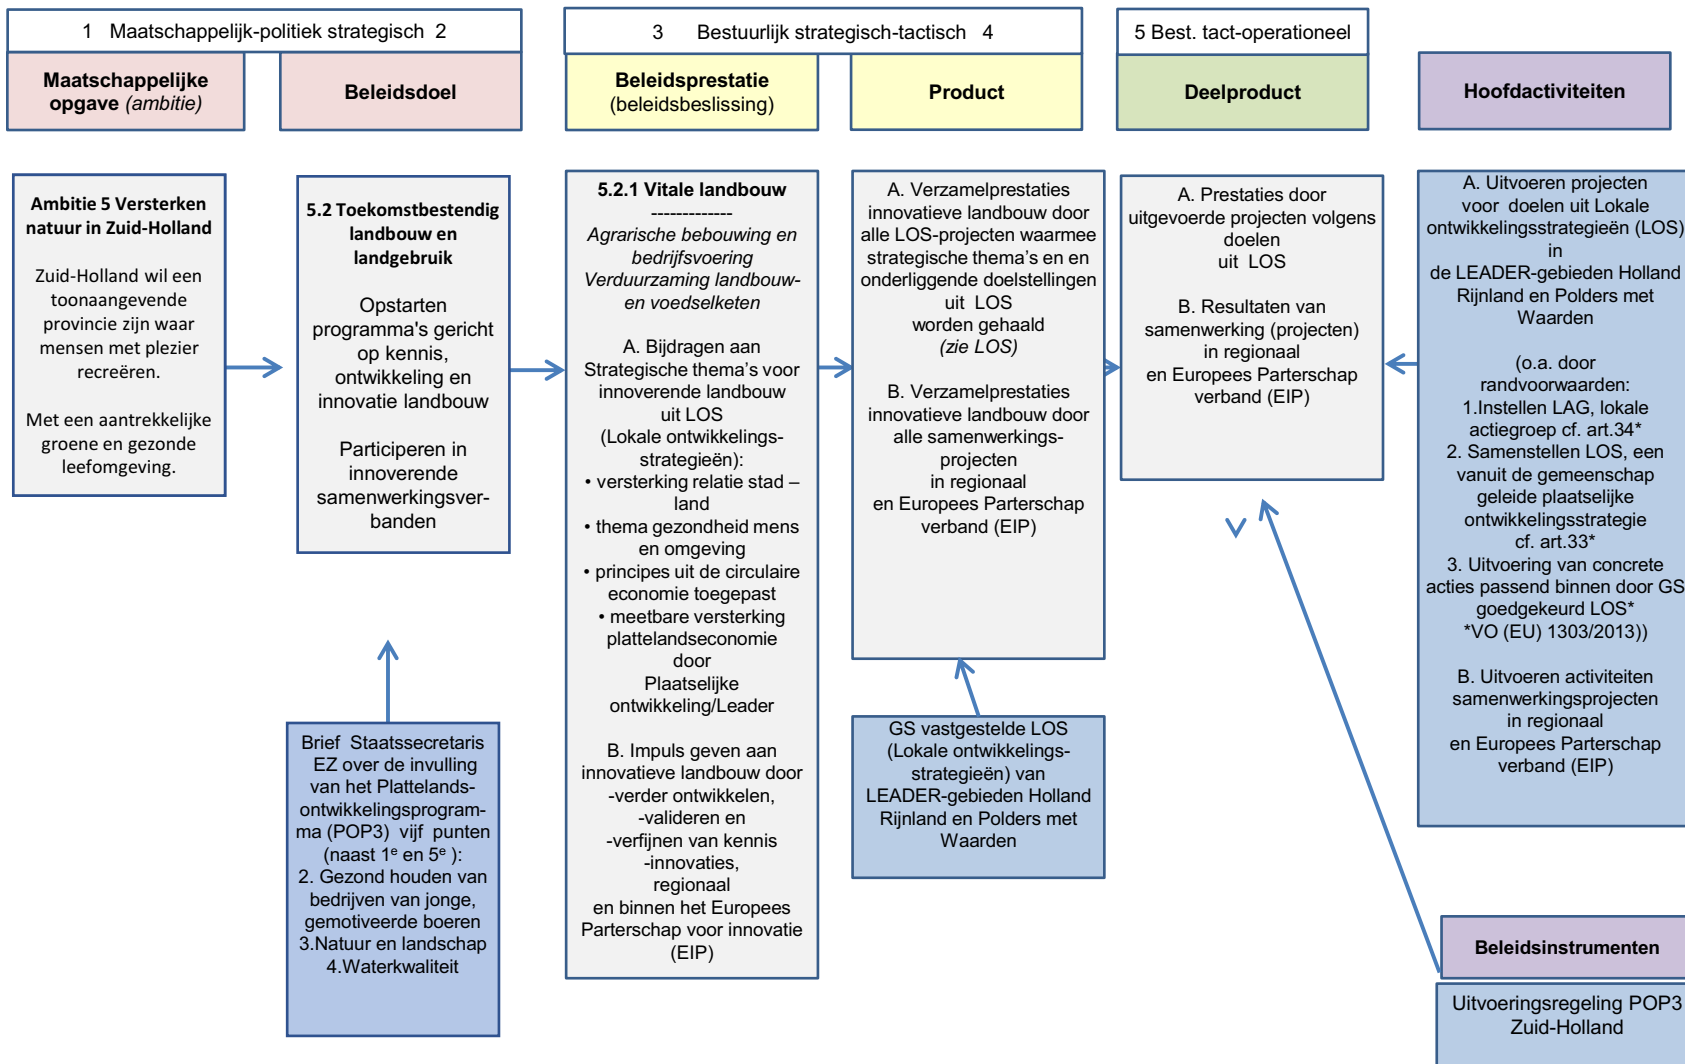 1 Maatschappelijk-politiek strategisch 2
3 Bestuurlijk strategisch-tactisch 4
5 Best. tact-operationeel
Maatschappelijke
opgave (ambitie)
Beleidsdoel
Beleidsprestatie
(beleidsbeslissing)
Product
Deelproduct
Hoofdactiviteiten
Ambitie 5 Versterken
natuur in Zuid-Holland
Zuid-Holland wil een
toonaangevende
provincie zijn waar
mensen met plezier
recreëren.
Met een aantrekkelijke
groene en gezonde
leefomgeving.
5.2 Toekomstbestendig
landbouw en
landgebruik
Opstarten
programma's gericht
op kennis,
ontwikkeling en
innovatie landbouw
Participeren in
innoverende
samenwerkingsver-
banden
Brief Staatssecretaris
EZ over de invulling
van het Plattelands-
ontwikkelingsprogram-
ma (POP3) vijf punten
(naast 1e en 5e ):
2. Gezond houden van
bedrijven van jonge,
gemotiveerde boeren
3.Natuur en landschap
4.Waterkwaliteit
5.2.1 Vitale landbouw
-------------
Agrarische bebouwing en
bedrijfsvoering
Verduurzaming landbouw-
en voedselketen
A. Bijdragen aan
Strategische thema's voor
innoverende landbouw
uit LOS
(Lokale ontwikkeling-
strategieën):
• versterking relatie stad –
land
• thema gezondheid mens
en omgeving
• principes uit de circulaire
economie toegepast
• meetbare versterking
plattelandseconomie
door
Plaatselijke
ontwikkeling/Leader
B. Impuls geven aan
innovatieve landbouw door
-verder ontwikkelen,
-valideren en
-verfijnen van kennis
-innovaties,
regionaal
en binnen het Europees
Parterschap voor innovatie
(EIP)
A. Verzamelprestaties
innovatieve landbouw door
alle LOS-projecten waarmee
strategische thema's en en
onderliggende doelstellingen
uit LOS
worden gehaald
(zie LOS)
B. Verzamelprestaties
innovatieve landbouw door
alle samenwerkings-
projecten
in regionaal
en Europees Parterschap
verband (EIP)
GS vastgestelde LOS
(Lokale ontwikkelings-
strategieën) van
LEADER-gebieden Holland
Rijnland en Polders met
Waarden
A. Prestaties door
uitgevoerde projecten volgens
doelen
uit LOS
B. Resultaten van
samenwerking (projecten)
in regionaal
en Europees Parterschap
verband (EIP)
A. Uitvoeren projecten
voor doelen uit Lokale
ontwikkelingsstrategieën (LOS)
in
de LEADER-gebieden Holland
Rijnland en Polders met
Waarden
(o.a. door
randvoorwaarden:
1.Instellen LAG, lokale
actiegroep cf. art.34*
2. Samenstellen LOS, een
vanuit de gemeenschap
geleide plaatselijke
ontwikkelingsstrategie
cf. art.33*
3. Uitvoering van concrete
acties passend binnen door GS
goedgekeurd LOS*
*VO (EU) 1303/2013))
B. Uitvoeren activiteiten
samenwerkingsprojecten
in regionaal
en Europees Parterschap
verband (EIP)
Beleidsinstrumenten
Uitvoeringsregeling POP3
Zuid-Holland